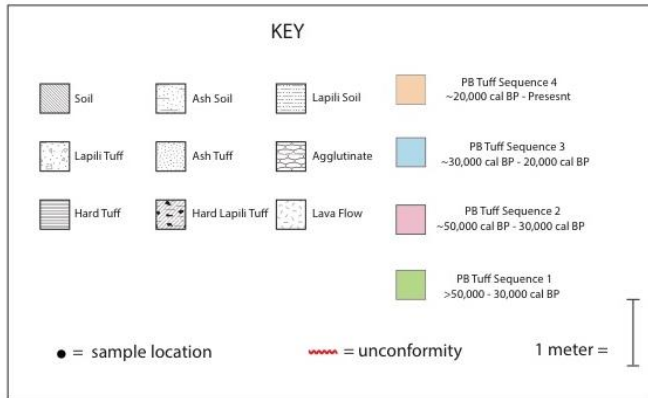 KEY
Soil
Ash Soil
Lapili Soil
Lapili Tuff
Ash Tuff
Agglutinate
Hard Tuff
Hard Lapili Tuff
Lava Flow
PB Tuff Sequence 4
~20,000 cal BP - Presesnt
PB Tuff Sequence 3
~30,000 cal BP - 20,000 cal BP
PB Tuff Sequence 2
~50,000 cal BP - 30,000 cal BP
PB Tuff Sequence 1
>50,000 - 30,000 cal BP
= sample location
= unconformity
1 meter =